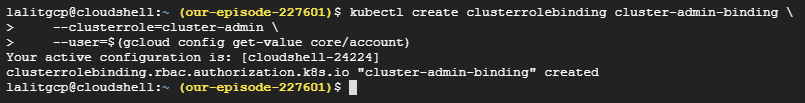 lalitgcp@cloudshell:~ (our-episode-227601)$ kubectl create clusterrolebinding cluster-admin-binding \
>     --clusterrole=cluster-admin \
>     --user=$(gcloud config get-value core/account)
Your active configuration is: [cloudshell-24224]
clusterrolebinding.rbac.authorization.k8s.io "cluster-admin-binding" created
lalitgcp@cloudshell:~ (our-episode-227601)$